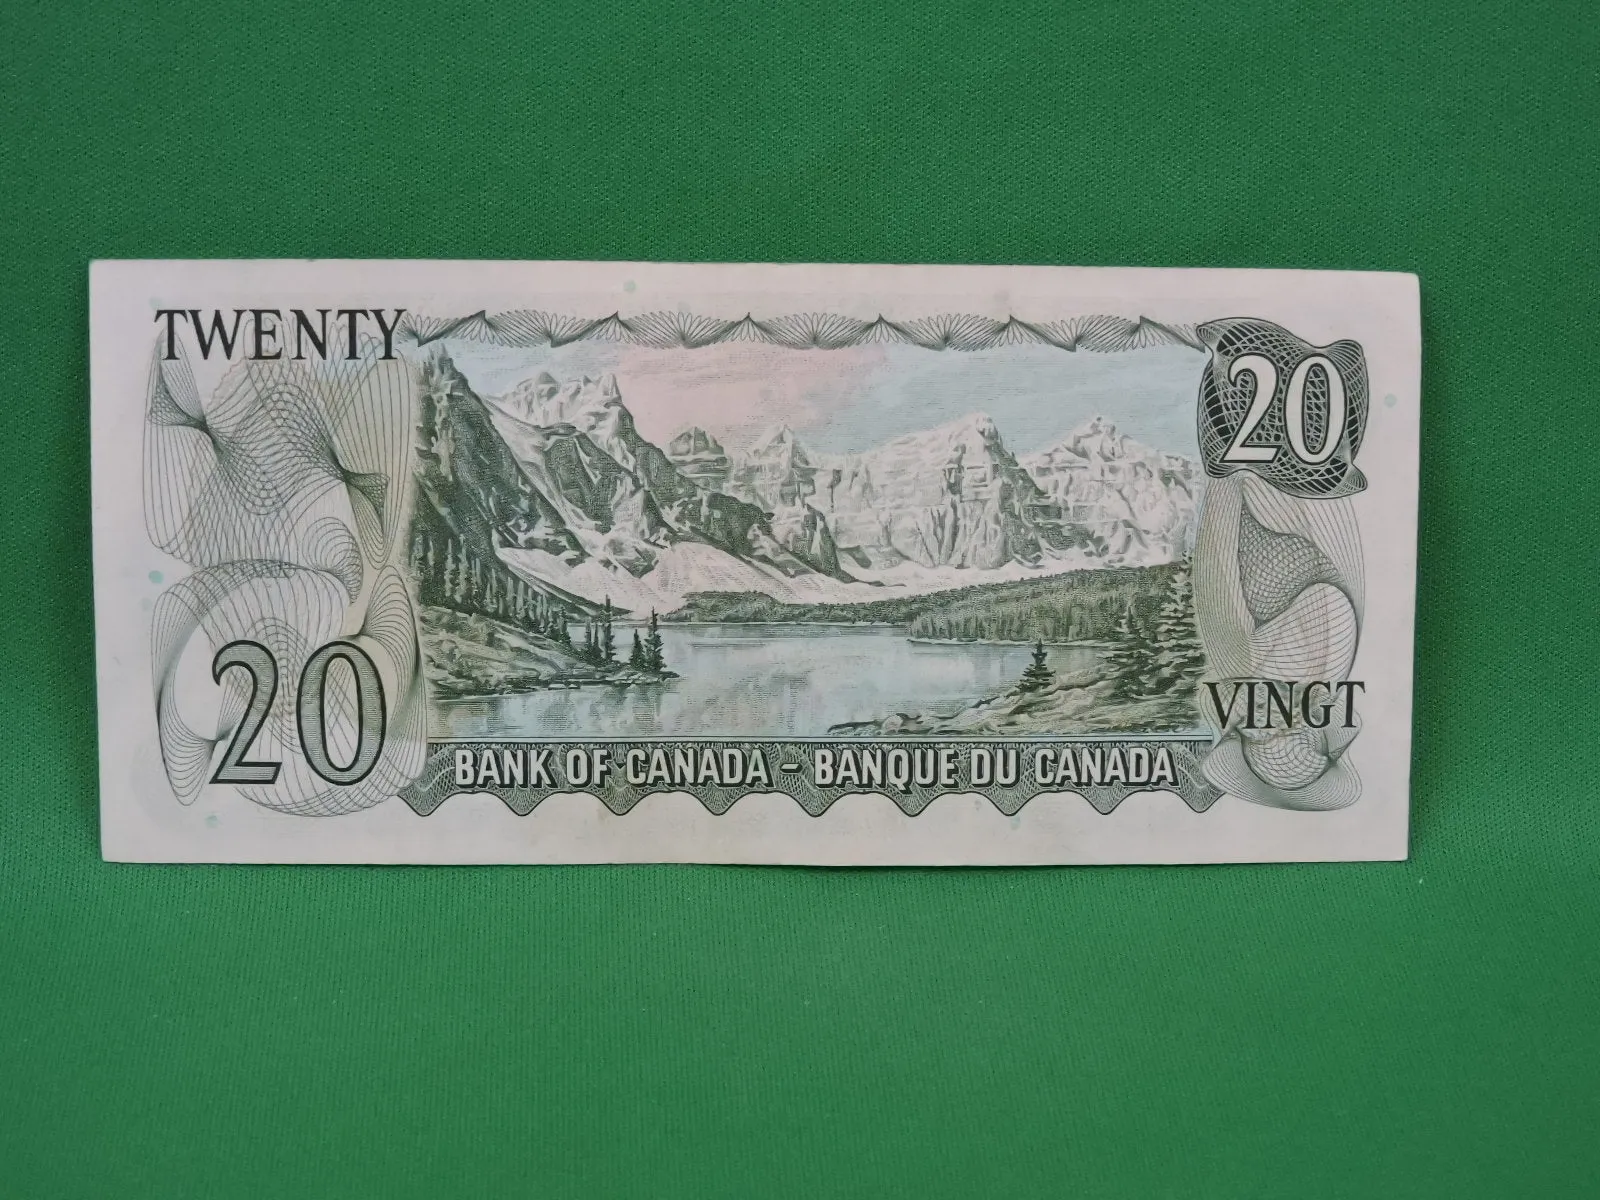 TWENTY
20
20
VINGT
BANK OF CANADA - BANQUE DU CANADA